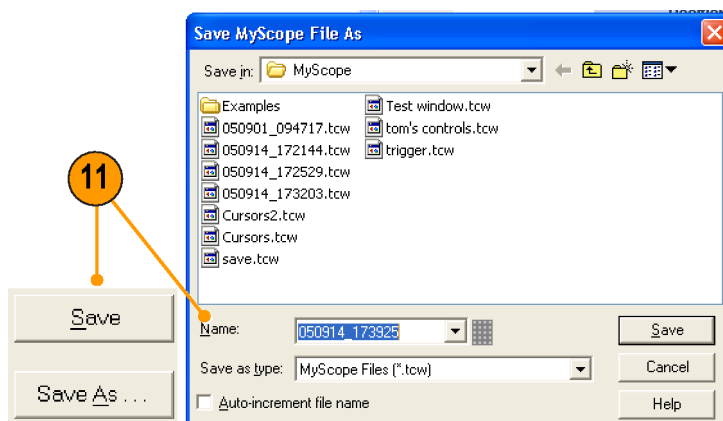 Save MyScope File As
Save in: MyScope
Examples
050901_094717.tcw
050914_172144.tcw
050914_172529.tcw
050914_173203.tcw
Cursors2.tcw
Cursors.tcw
save.tcw
Test window.tcw
tom's controls.tcw
trigger.tcw
11
Save
Save As ...
Name: 050914_173925 Save
Save as type: MyScope Files (*.tcw) Cancel
Auto-increment file name Help